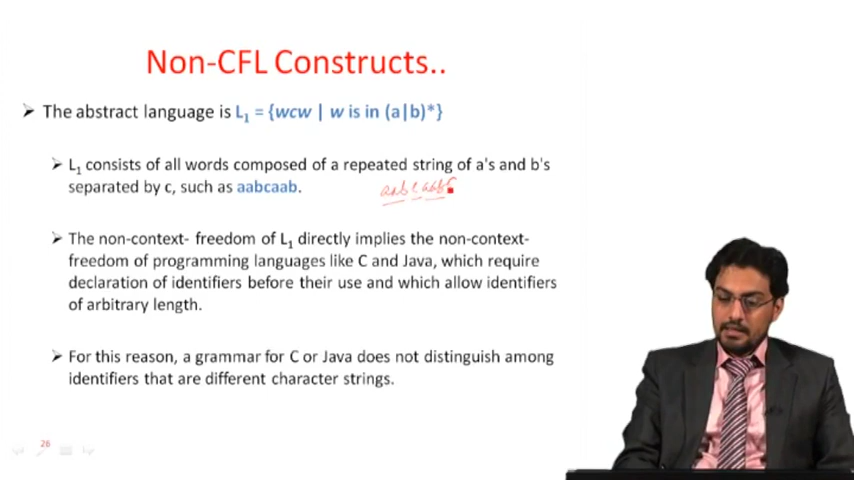 Non-CFL Constructs..
➢ The abstract language is L₁ = {wcw | w is in (a|b)*}
➢ L₁ consists of all words composed of a repeated string of a's and b's
separated by c, such as aabcaab.
aabcaab
➢ The non-context- freedom of L₁ directly implies the non-context-
freedom of programming languages like C and Java, which require
declaration of identifiers before their use and which allow identifiers
of arbitrary length.
➢ For this reason, a grammar for C or Java does not distinguish among
identifiers that are different character strings.
26